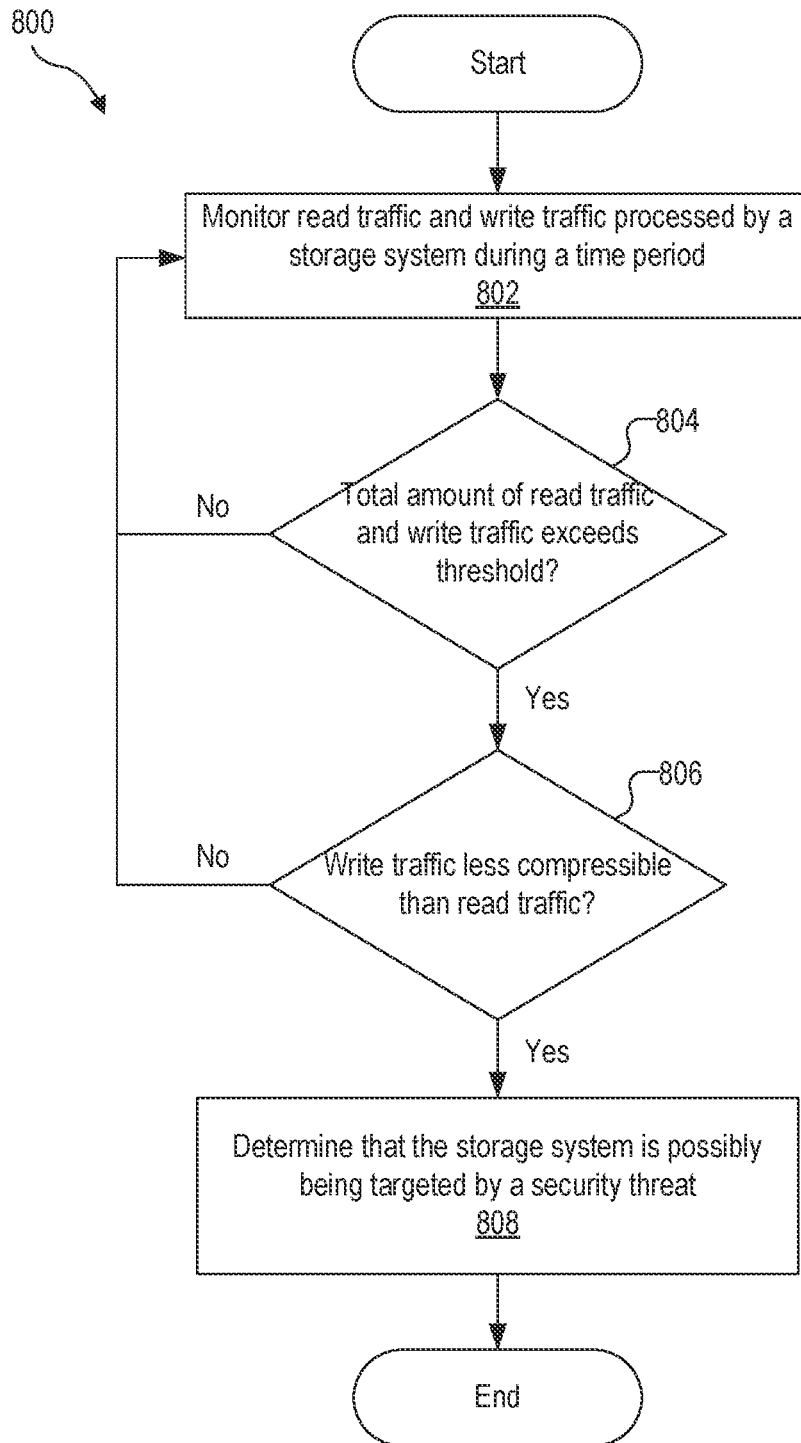 800
Start
Monitor read traffic and write traffic processed by a
storage system during a time period
802
804
Total amount of read traffic
and write traffic exceeds
threshold?
No
Yes
806
Write traffic less compressible
than read traffic?
No
Yes
Determine that the storage system is possibly
being targeted by a security threat
808
End